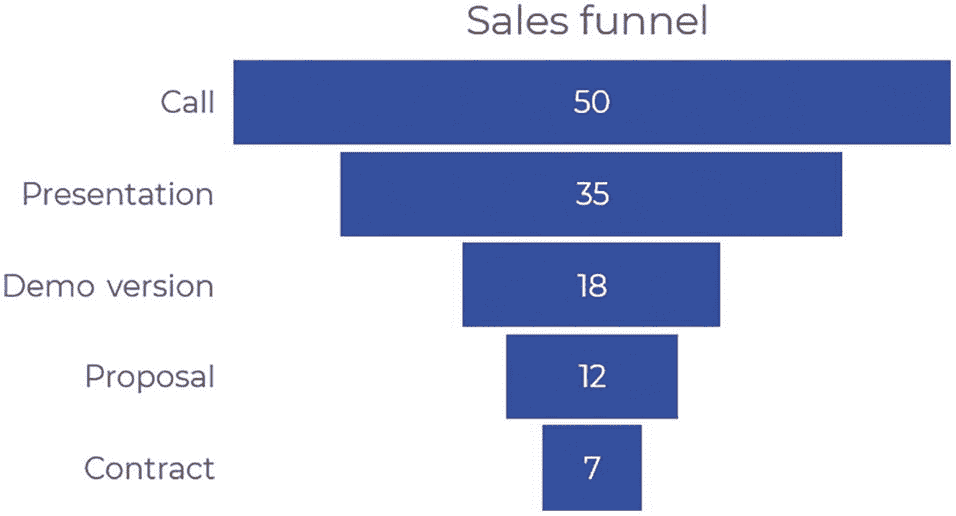 Sales funnel
Call 50
Presentation 35
Demo version 18
Proposal 12
Contract 7